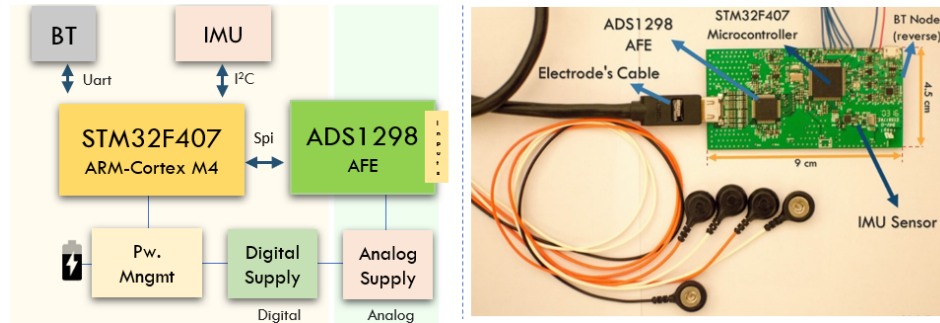 BT
IMU
Uart
I²C
STM32F407
ARM-Cortex M4
Spi
ADS1298
AFE
Inputs
Pw.
Mngmt
Digital
Supply
Analog
Supply
Digital
Analog
STM32F407
Microcontroller
ADS1298
AFE
BT Node
(reverse)
Electrode's Cable
4.5 cm
9 cm
IMU Sensor